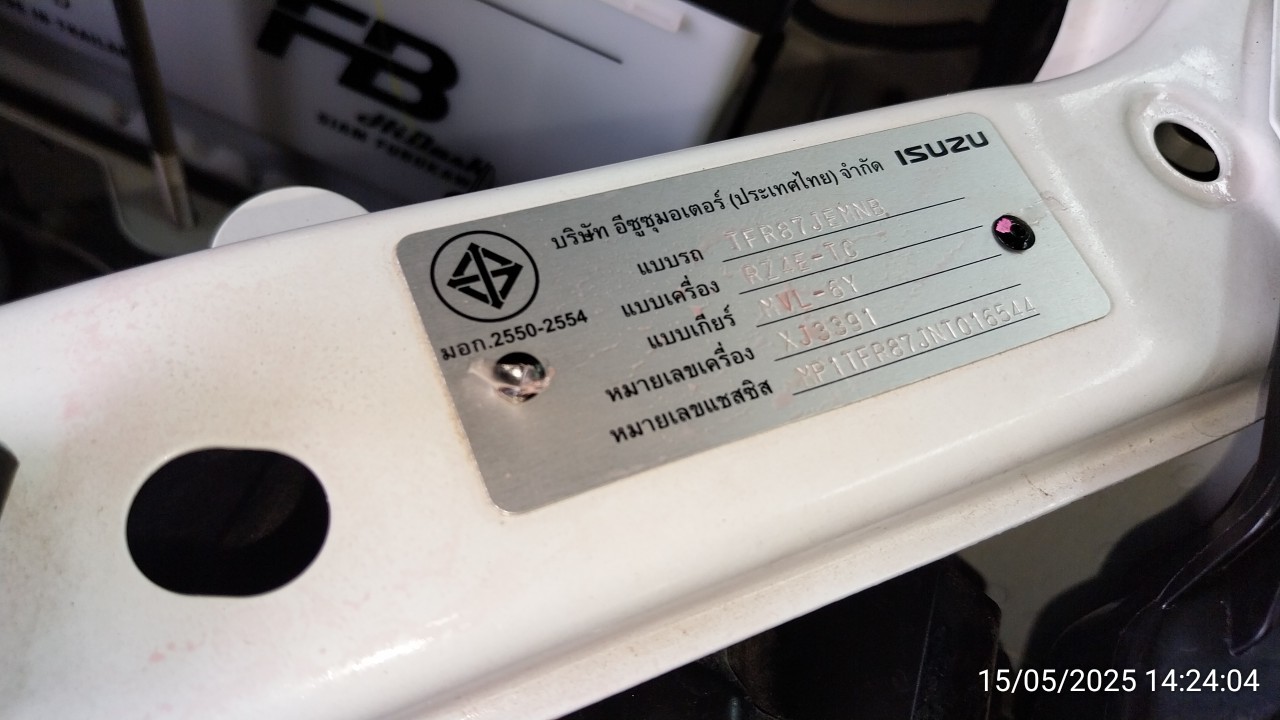 FB
SIAM
ISUZU
บริษัท อีซูซุมอเตอร์ (ประเทศไทย) จำกัด
มอก.2550-2554
แบบรถ TFR87JEMNB
แบบเครื่อง RZ4E-TC
แบบเกียร์ MVL-6Y
หมายเลขเครื่อง XJ3391
หมายเลขแชสซิส MP1TFR87JNT016544
15/05/2025 14:24:04